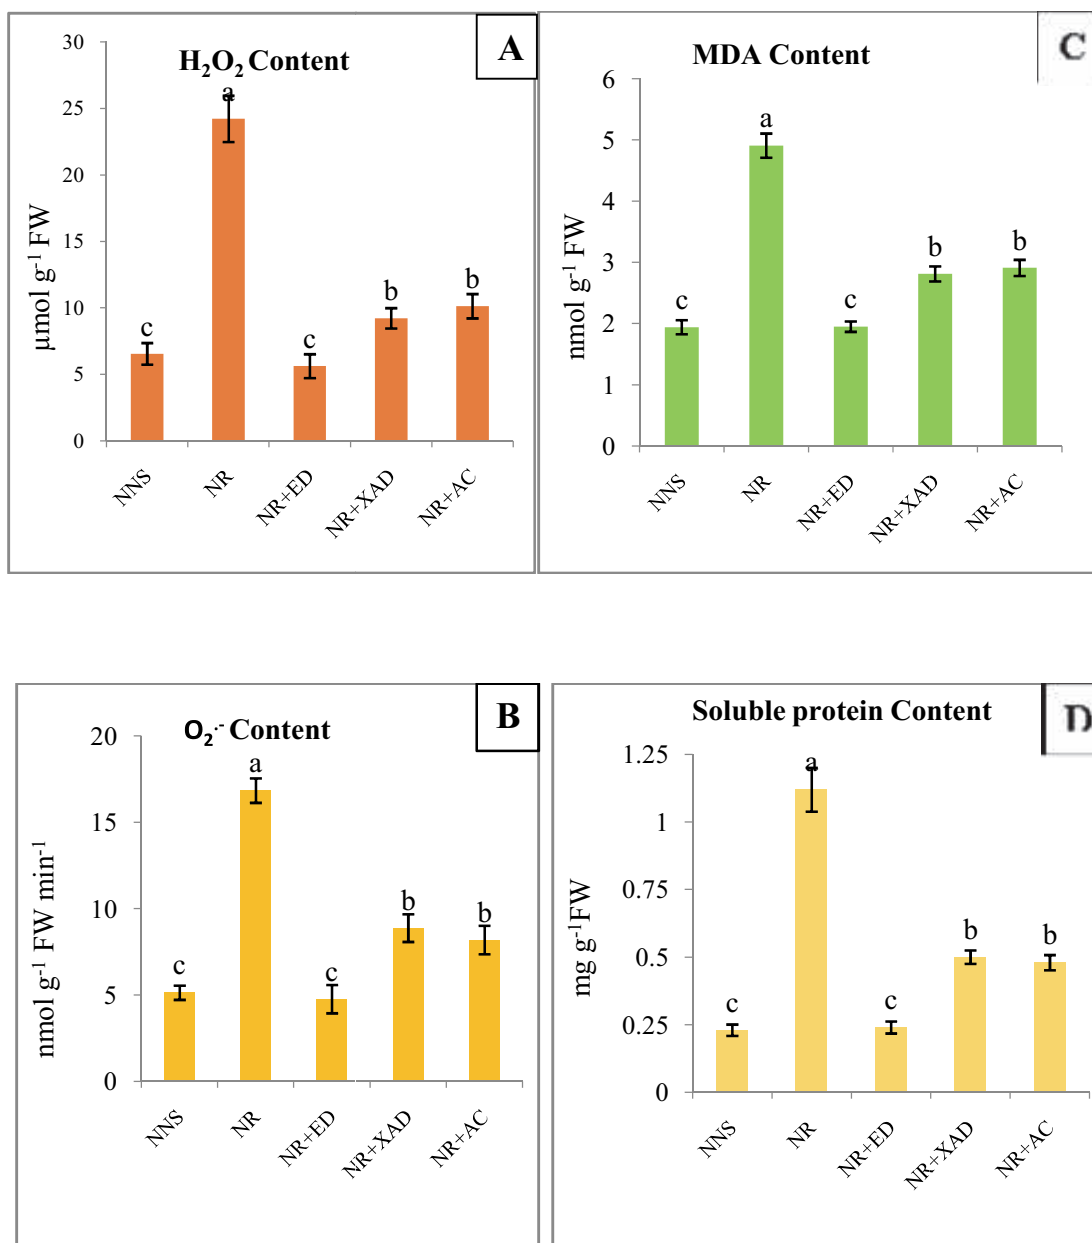 A
H₂O₂ Content
30
25
20
15
10
5
0
µmol g⁻¹ FW
a
c
c
b
b
NNS
NR
NR+ED
NR+XAD
NR+AC
C
MDA Content
6
5
4
3
2
1
0
nmol g⁻¹ FW
c
a
c
b
b
NNS
NR
NR+ED
NR+XAD
NR+AC
B
O₂·⁻ Content
20
15
10
5
0
nmol g⁻¹ FW min⁻¹
c
a
c
b
b
NNS
NR
NR+ED
NR+XAD
NR+AC
D
Soluble protein Content
1.25
1
0.75
0.5
0.25
0
mg g⁻¹FW
c
a
c
b
b
NNS
NR
NR+ED
NR+XAD
NR+AC